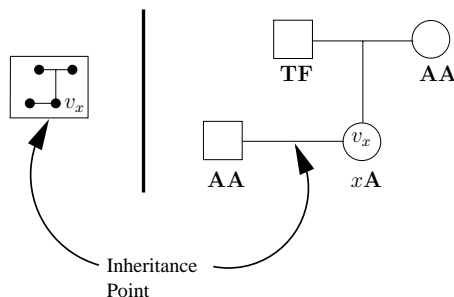 TF
AA
v_x
v_x
AA
xA
Inheritance
Point